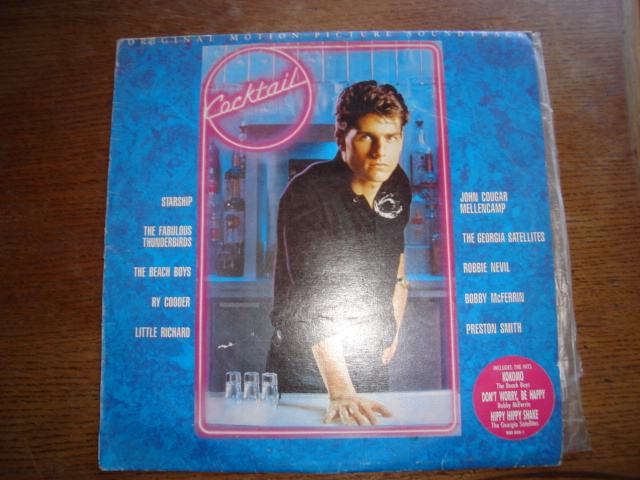 ORIGINAL MOTION PICTURE SOUNDTRACK
Cocktail
STARSHIP
THE FABULOUS
THUNDERBIRDS
THE BEACH BOYS
RY COODER
LITTLE RICHARD
JOHN COUGAR
MELLENCAMP
THE GEORGIA SATELLITES
ROBBIE NEVIL
BOBBY McFERRIN
PRESTON SMITH
INCLUDES THE HITS
KOKOMO
The Beach Boys
DON'T WORRY, BE HAPPY
Bobby McFerrin
HIPPY HIPPY SHAKE
The Georgia Satellites